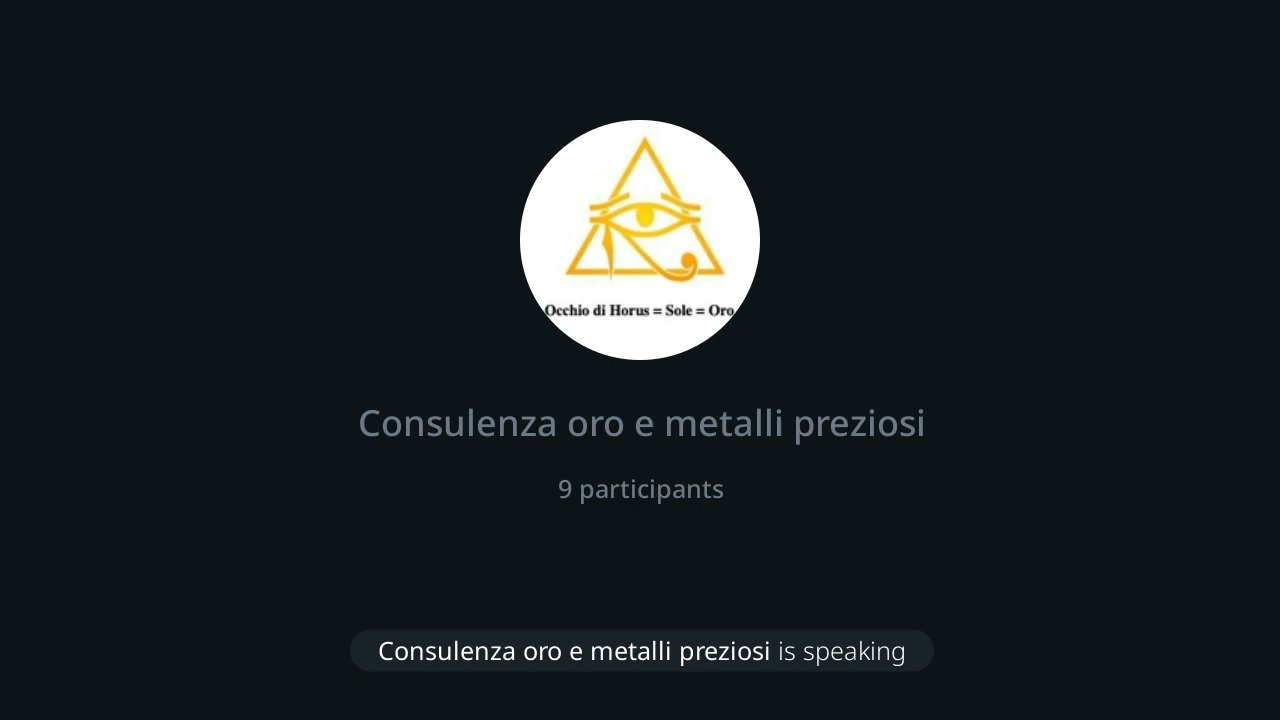 Occhio di Horus = Sole = Oro
Consulenza oro e metalli preziosi
9 participants
Consulenza oro e metalli preziosi is speaking